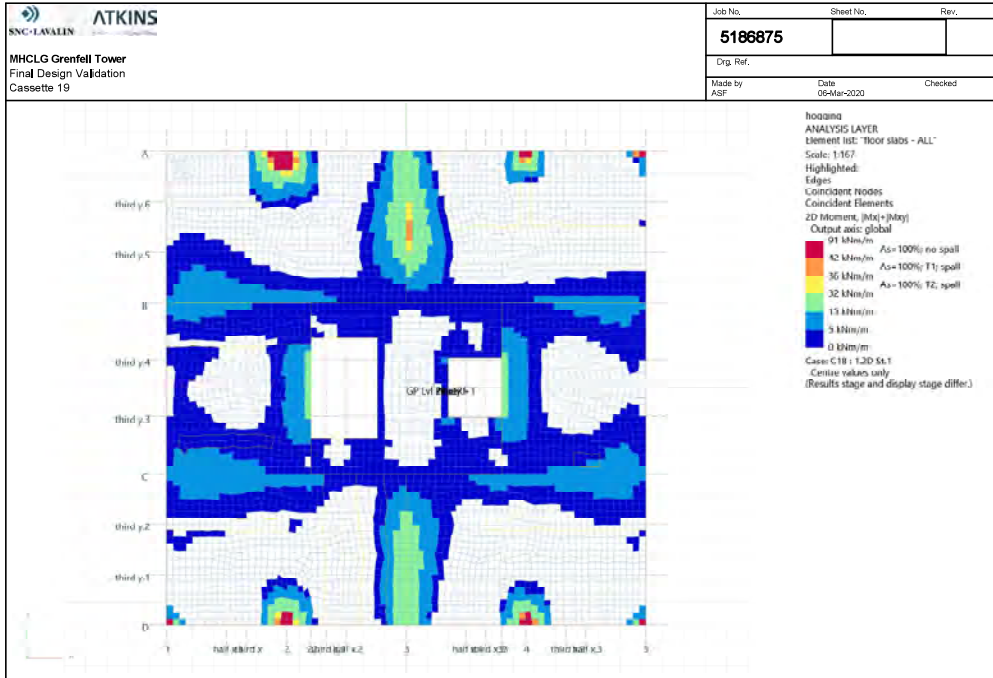 SNC·LAVALIN ATKINS
MHCLG Grenfell Tower
Final Design Validation
Cassette 19
Job No. Sheet No. Rev.
5186875
Drg. Ref.
Made by Date Checked
ASF 06-Mar-2020
hogging
ANALYSIS LAYER
Element list: "floor slabs - ALL"
Scale: 1:167
Highlighted:
Edges
Coincident Nodes
Coincident Elements
2D Moment, |Mx|+|Mxy|
Output axis: global
91 kNm/m
As=100%; no spall
42 kNm/m
As=100%; T1; spall
36 kNm/m
As=100%; T2; spall
32 kNm/m
13 kNm/m
5 kNm/m
0 kNm/m
Case: C18 : 1.2D St.1
Centre values only
(Results stage and display stage differ.)
A
third y.6
third y.5
B
third y.4
GP Lvl
third y.3
C
third y.2
third y.1
D
1 2 3 4 5